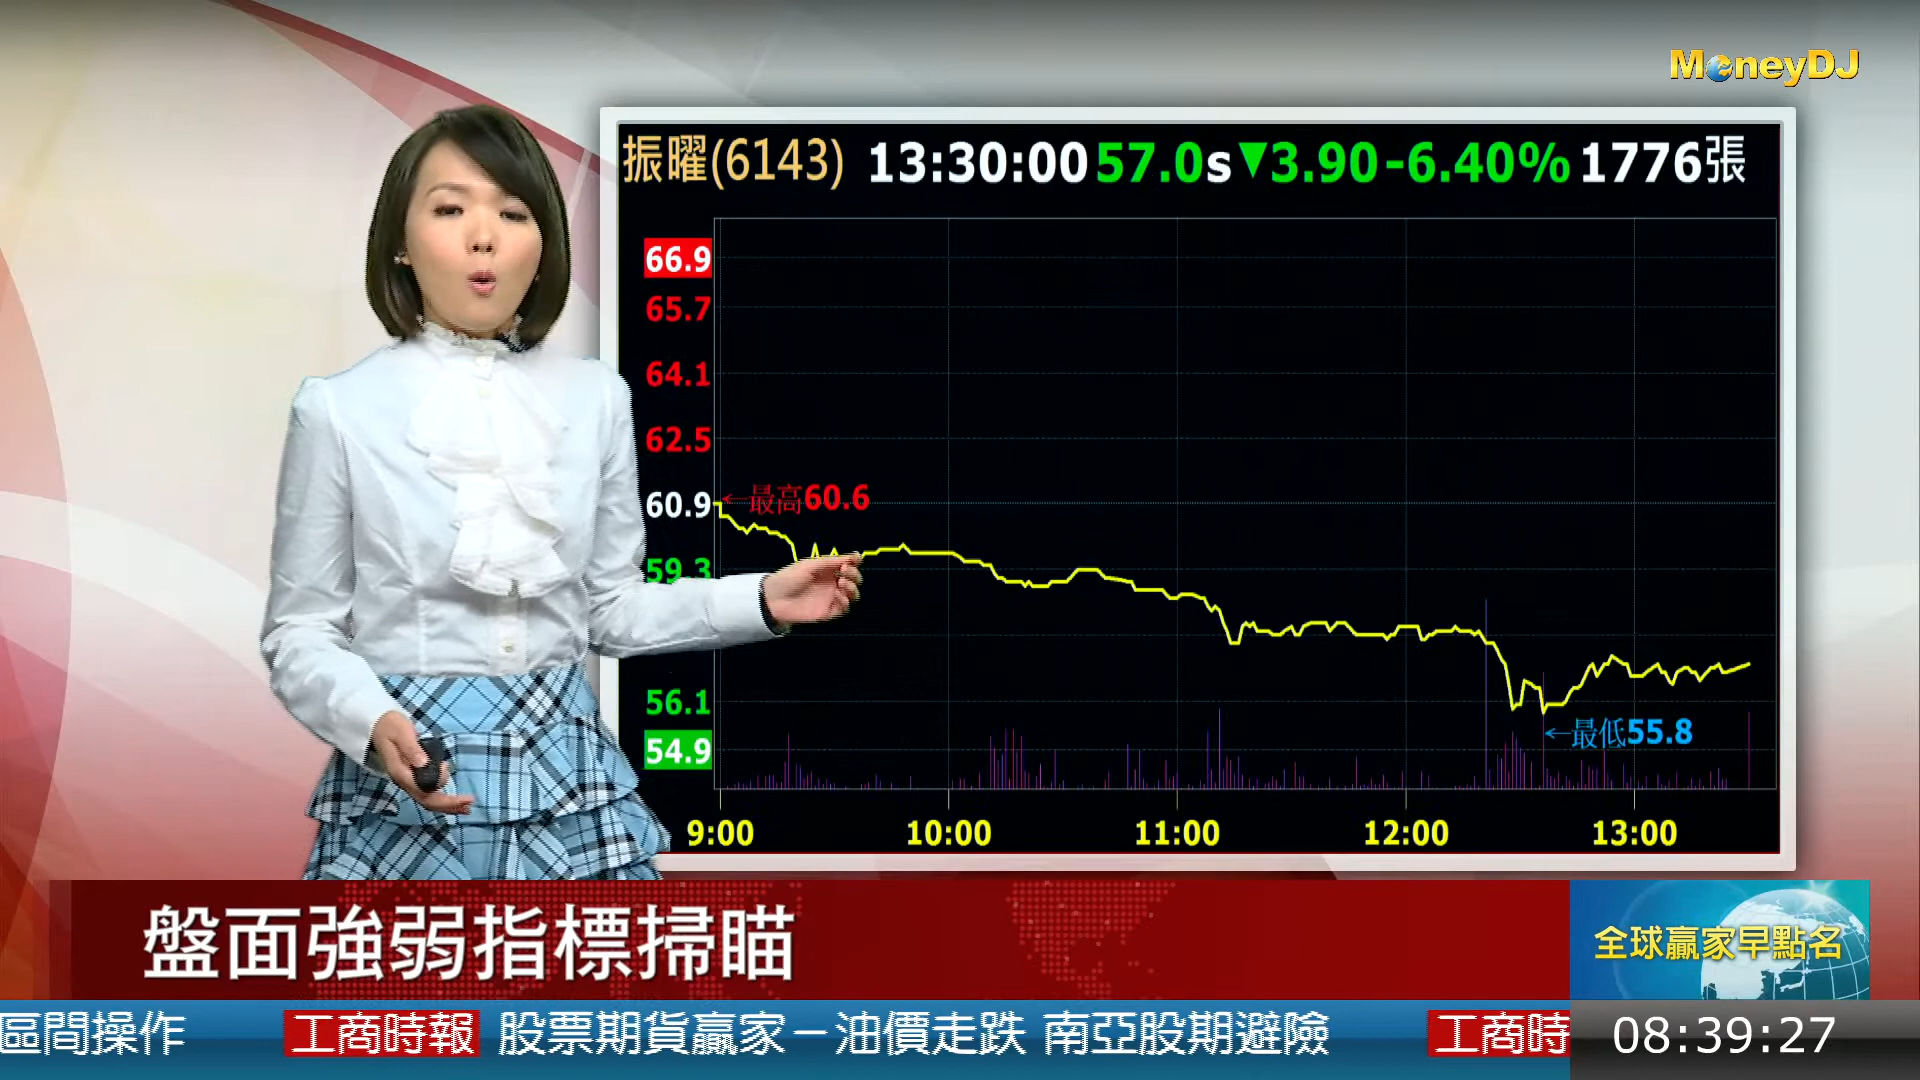 MoneyDJ
振曜(6143) 13:30:00 57.0s▼3.90 -6.40% 1776張
66.9
65.7
64.1
62.5
60.9
←最高60.6
59.3
56.1
←最低55.8
54.9
9:00 10:00 11:00 12:00 13:00
盤面強弱指標掃瞄
全球贏家早點名
區間操作 工商時報 股票期貨贏家－油價走跌 南亞股期避險 工商時
08:39:27